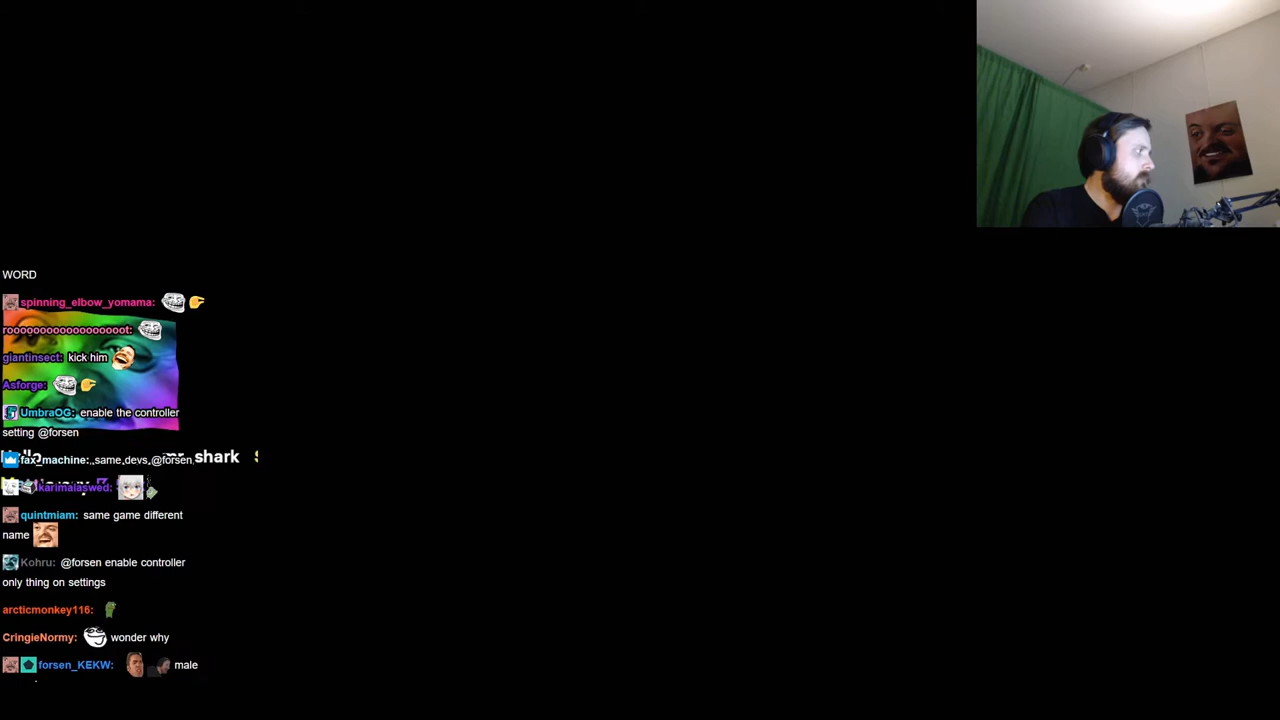 WORD
spinning_elbow_yomama:
roooooooooooooooooot:
giantinsect: kick him
Asforge:
UmbraOG: enable the controller
setting @forsen
shark
fax_machine: ,,same,devs,@forsen,
karimaiaswed:
quintmiam: same game different
name
Kohru: @forsen enable controller
only thing on settings
arcticmonkey116:
CringieNormy: wonder why
forsen_KEKW: male